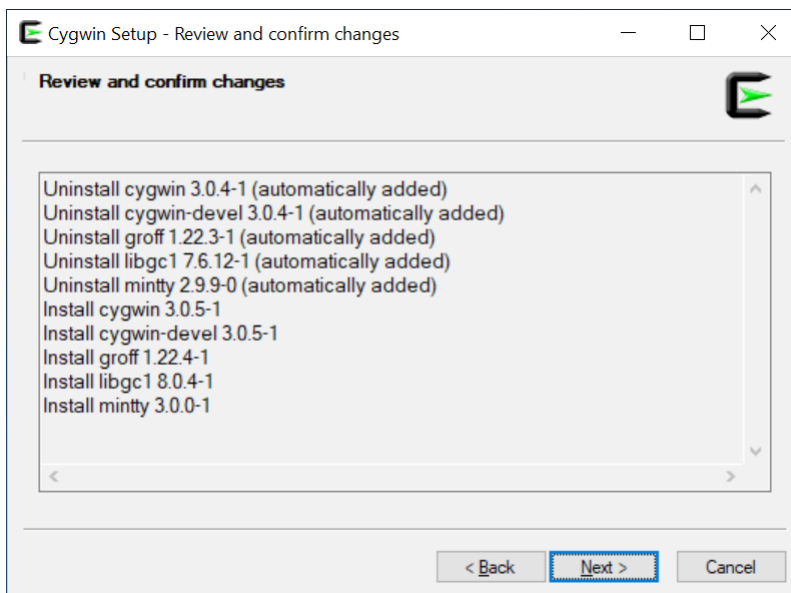 Cygwin Setup - Review and confirm changes
Review and confirm changes
Uninstall cygwin 3.0.4-1 (automatically added)
Uninstall cygwin-devel 3.0.4-1 (automatically added)
Uninstall groff 1.22.3-1 (automatically added)
Uninstall libgc1 7.6.12-1 (automatically added)
Uninstall mintty 2.9.9-0 (automatically added)
Install cygwin 3.0.5-1
Install cygwin-devel 3.0.5-1
Install groff 1.22.4-1
Install libgc1 8.0.4-1
Install mintty 3.0.0-1
< Back Next > Cancel